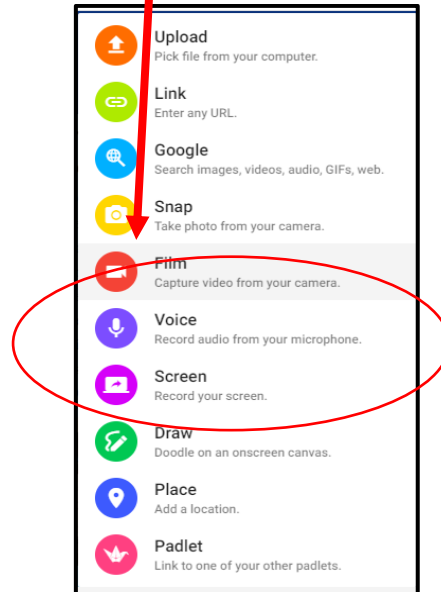 Upload
Pick file from your computer.
Link
Enter any URL.
Google
Search images, videos, audio, GIFs, web.
Snap
Take photo from your camera.
Film
Capture video from your camera.
Voice
Record audio from your microphone.
Screen
Record your screen.
Draw
Doodle on an onscreen canvas.
Place
Add a location.
Padlet
Link to one of your other padlets.